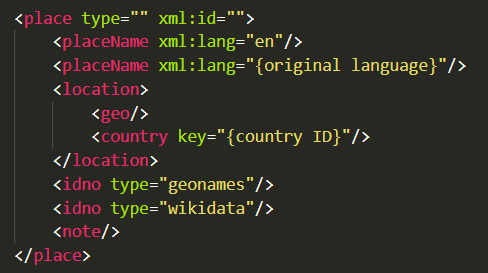 <place type="" xml:id="">
<placeName xml:lang="en"/>
<placeName xml:lang="{original language}"/>
<location>
<geo/>
<country key="{country ID}"/>
</location>
<idno type="geonames"/>
<idno type="wikidata"/>
<note/>
</place>